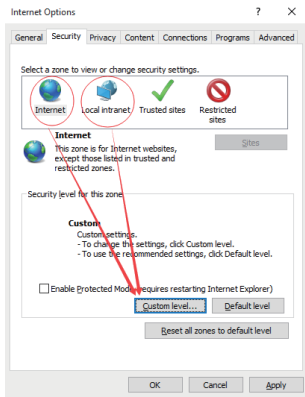 Internet Options ? X
General Security Privacy Content Connections Programs Advanced
Select a zone to view or change security settings.
Internet Local intranet Trusted sites Restricted
sites
Internet
Sites
This zone is for Internet websites,
except those listed in trusted and
restricted zones.
Security level for this zone
Custom
Custom settings.
- To change the settings, click Custom level.
- To use the recommended settings, click Default level.
Enable Protected Mode (requires restarting Internet Explorer)
Custom level... Default level
Reset all zones to default level
OK Cancel Apply